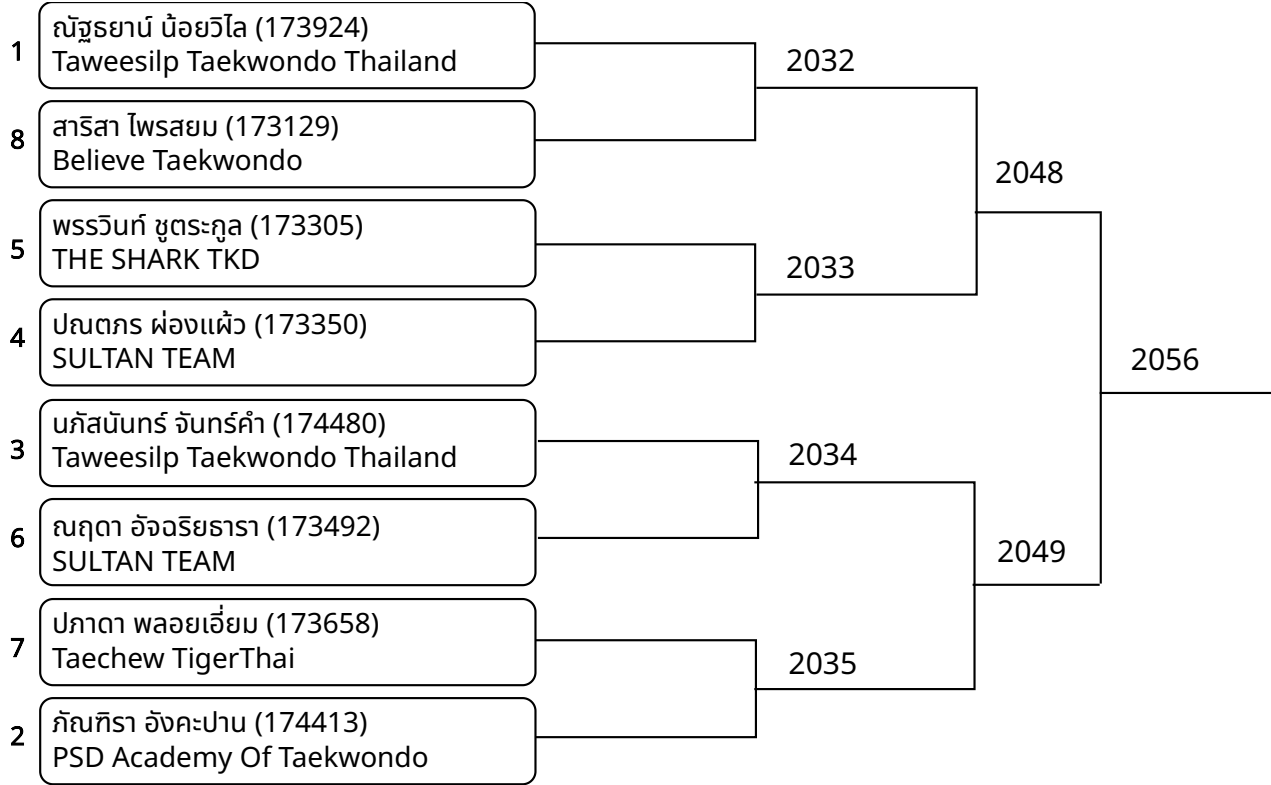 1
ณัฐธยาน์ น้อยวิไล (173924)
Taweesilp Taekwondo Thailand
2032
8
สาริสา ไพรสยม (173129)
Believe Taekwondo
2048
5
พรรวินท์ ชูตระกูล (173305)
THE SHARK TKD
2033
4
ปณตภร ผ่องแผ้ว (173350)
SULTAN TEAM
2056
3
นภัสนันทร์ จันทร์คำ (174480)
Taweesilp Taekwondo Thailand
2034
6
ณฤดา อัจฉริยธารา (173492)
SULTAN TEAM
2049
7
ปภาดา พลอยเอี่ยม (173658)
Taechew TigerThai
2035
2
ภัณฑิรา อังคะปาน (174413)
PSD Academy Of Taekwondo